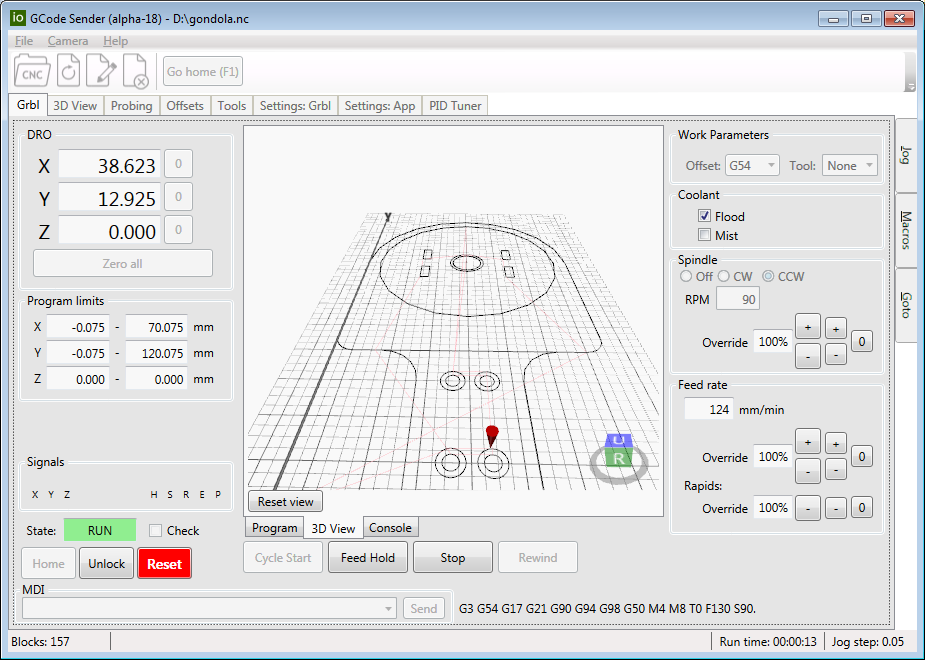 io GCode Sender (alpha-18) - D:\gondola.nc
File Camera Help
CNC Go home (F1)
Grbl 3D View Probing Offsets Tools Settings: Grbl Settings: App PID Tuner
DRO
X 38.623 0
Y 12.925 0
Z 0.000 0
Zero all
Program limits
X -0.075 - 70.075 mm
Y -0.075 - 120.075 mm
Z 0.000 - 0.000 mm
Signals
X Y Z H S R E P
State: RUN Check
Home Unlock Reset
Y
U
R
Reset view
Program 3D View Console
Cycle Start Feed Hold Stop Rewind
Work Parameters
Offset: G54 Tool: None
Coolant
Flood
Mist
Spindle
Off CW CCW
RPM 90
Override 100% + - + - 0
Feed rate
124 mm/min
Override 100% + - + - 0
Rapids:
Override 100% - - 0
Jog
Macros
Goto
MDI
Send G3 G54 G17 G21 G90 G94 G98 G50 M4 M8 T0 F130 S90.
Blocks: 157 Run time: 00:00:13 Jog step: 0.05